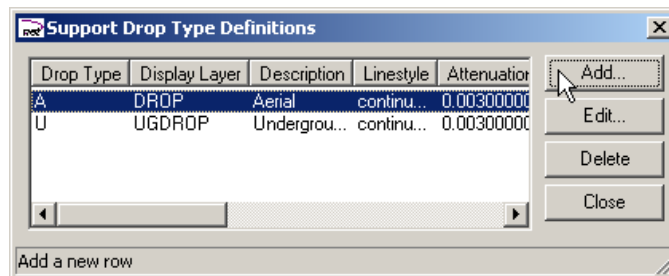 Support Drop Type Definitions
Drop Type Display Layer Description Linestyle Attenuation
A DROP Aerial continu... 0.00300000
U UGDROP Undergrou... continu... 0.00300000
Add...
Edit...
Delete
Close
Add a new row